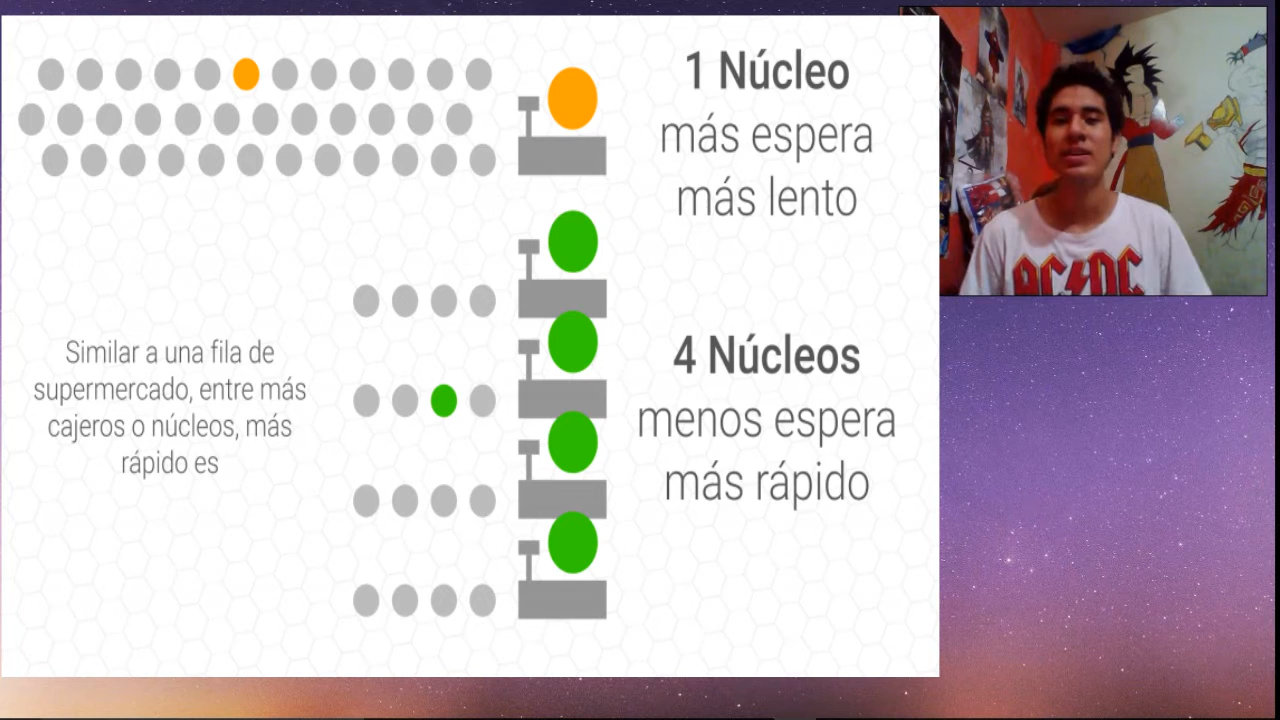 1 Núcleo
más espera
más lento
Similar a una fila de
supermercado, entre más
cajeros o núcleos, más
rápido es
4 Núcleos
menos espera
más rápido
AC DC